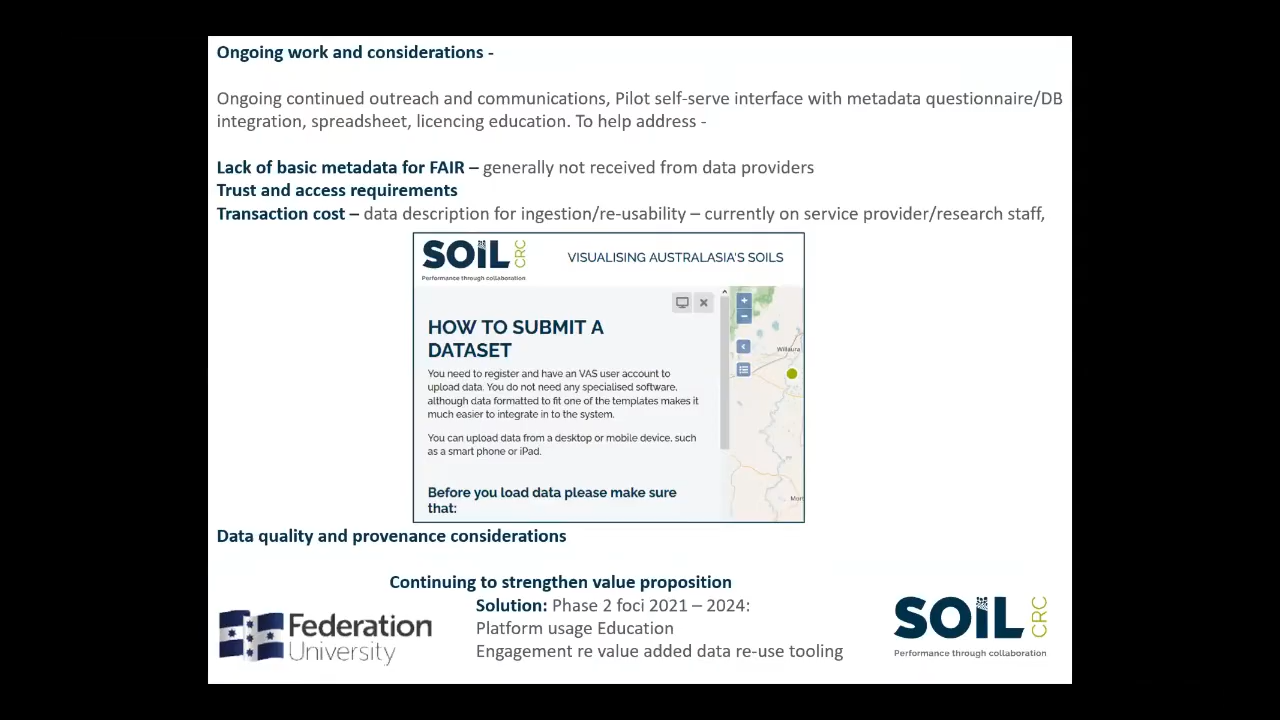 Ongoing work and considerations -
Ongoing continued outreach and communications, Pilot self-serve interface with metadata questionnaire/DB
integration, spreadsheet, licencing education. To help address -
Lack of basic metadata for FAIR – generally not received from data providers
Trust and access requirements
Transaction cost – data description for ingestion/re-usability – currently on service provider/research staff,
SOIL CRC
Performance through collaboration
VISUALISING AUSTRALASIA'S SOILS
HOW TO SUBMIT A
DATASET
You need to register and have an VAS user account to
upload data. You do not need any specialised software,
although data formatted to fit one of the templates makes it
much easier to integrate in to the system.
You can upload data from a desktop or mobile device, such
as a smart phone or iPad.
Before you load data please make sure
that:
Willaura
Mort
Data quality and provenance considerations
Continuing to strengthen value proposition
Solution: Phase 2 foci 2021 – 2024:
Platform usage Education
Engagement re value added data re-use tooling
Federation
University
SOIL CRC
Performance through collaboration